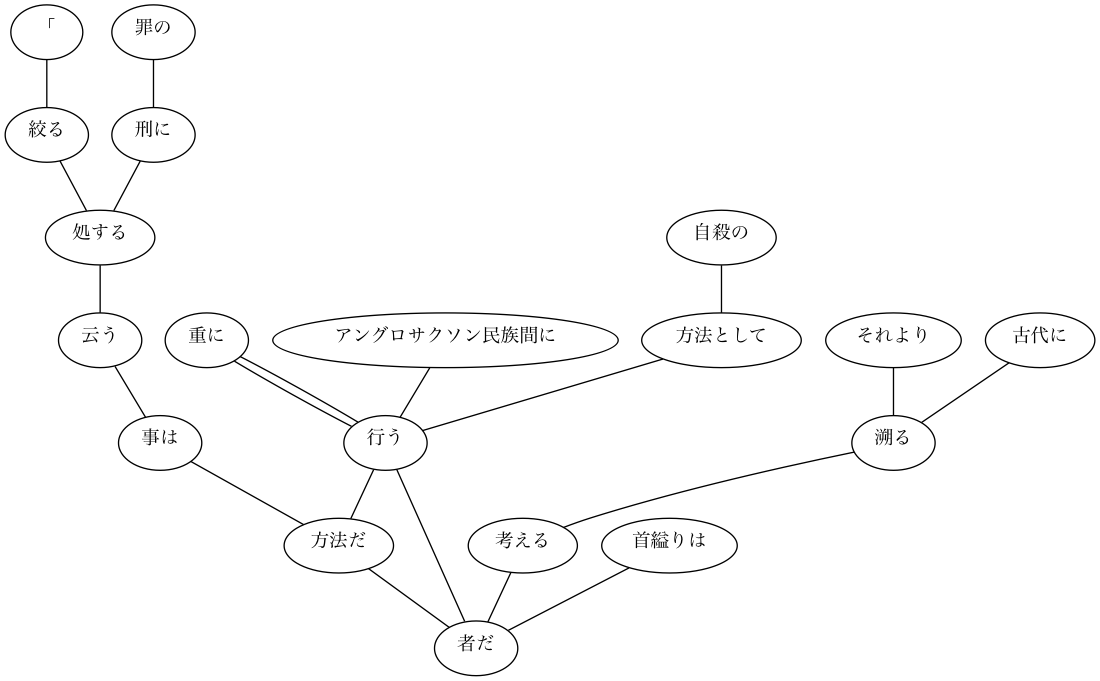 「 罪の
絞る 刑に
処する 自殺の
云う 重に アングロサクソン民族間に 方法として それより 古代に
事は 行う 溯る
方法だ 考える 首縊りは
者だ